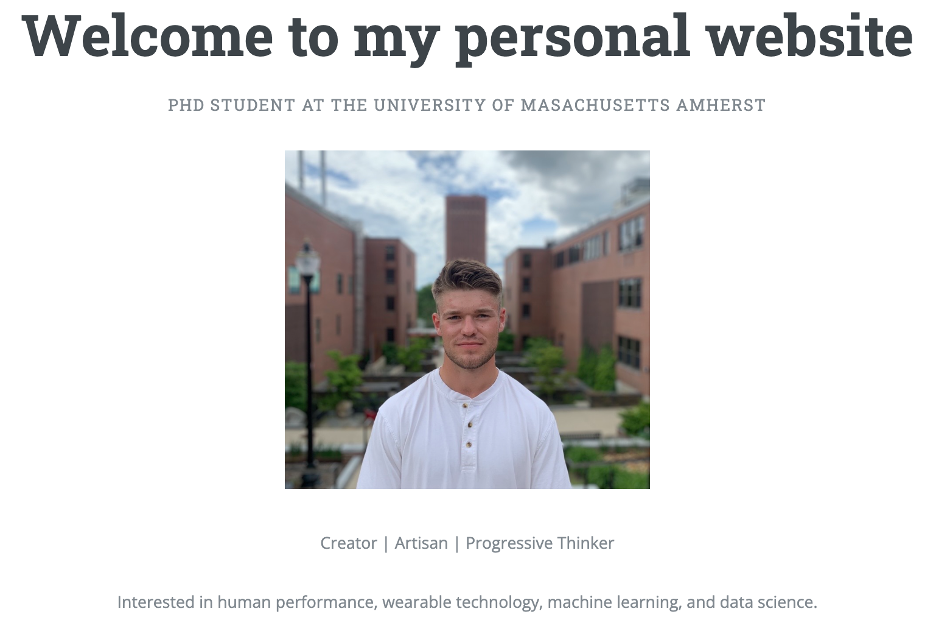 Welcome to my personal website
PHD STUDENT AT THE UNIVERSITY OF MASACHUSETTS AMHERST
Creator | Artisan | Progressive Thinker
Interested in human performance, wearable technology, machine learning, and data science.